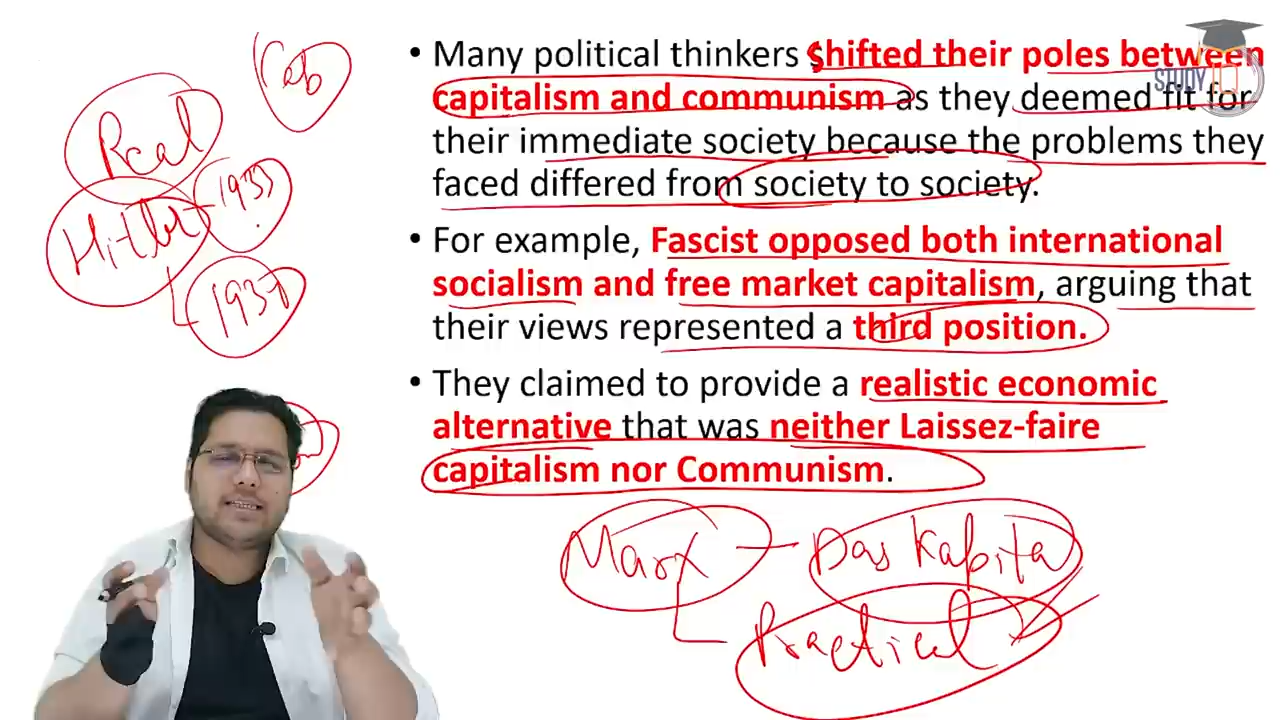 • Many political thinkers shifted their poles between
capitalism and communism as they deemed fit for
their immediate society because the problems they
faced differed from society to society.
• For example, Fascist opposed both international
socialism and free market capitalism, arguing that
their views represented a third position.
• They claimed to provide a realistic economic
alternative that was neither Laissez-faire
capitalism nor Communism.
STUDY IQ
Real
Hitler - 1933
Marx - Das Kapita
Practical